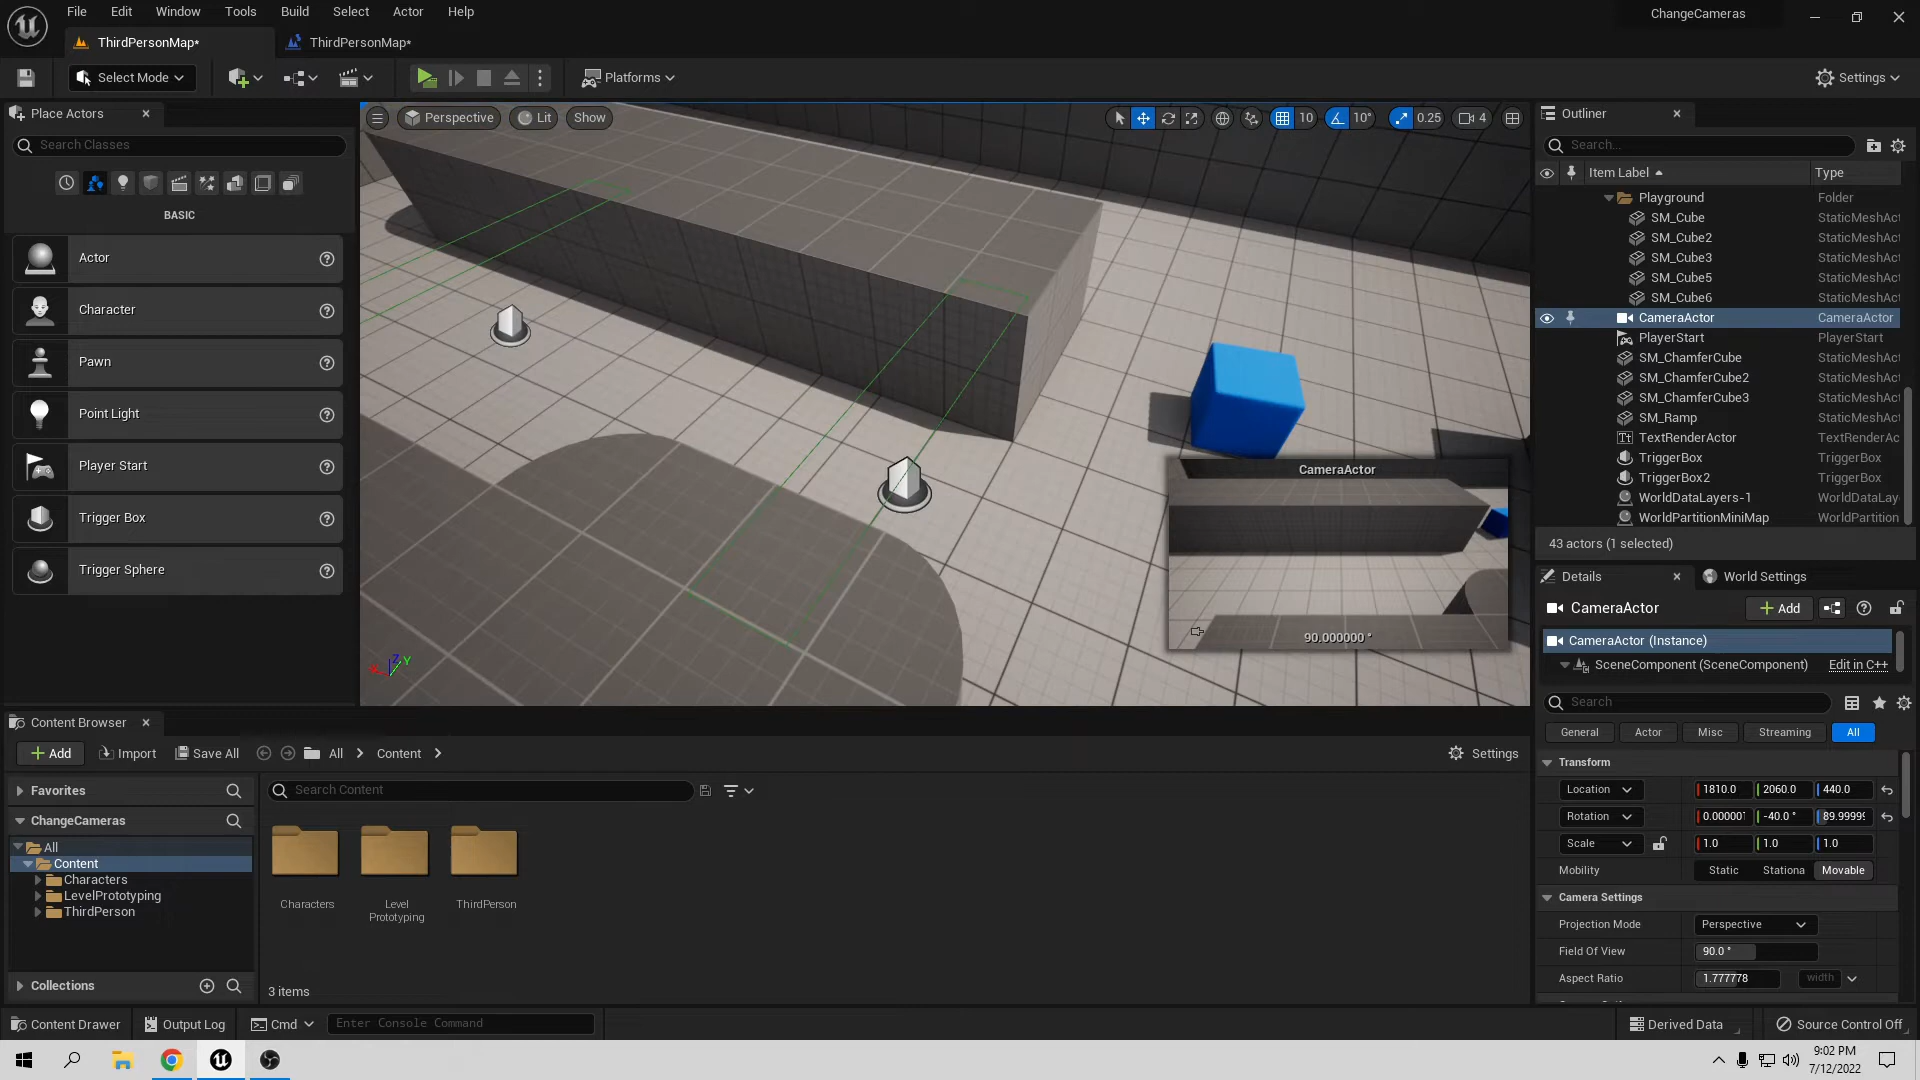 File Edit Window Tools Build Select Actor Help
ChangeCameras
ThirdPersonMap*
ThirdPersonMap*
Select Mode
Platforms
Settings
Place Actors
Search Classes
BASIC
Actor
Character
Pawn
Point Light
Player Start
Trigger Box
Trigger Sphere
Perspective
Lit
Show
10
10°
0.25
4
CameraActor
90.000000 °
X Z Y
Outliner
Search...
Item Label Type
Playground Folder
SM_Cube StaticMeshAct
SM_Cube2 StaticMeshAct
SM_Cube3 StaticMeshAct
SM_Cube5 StaticMeshAct
SM_Cube6 StaticMeshAct
CameraActor CameraActor
PlayerStart PlayerStart
SM_ChamferCube StaticMeshAct
SM_ChamferCube2 StaticMeshAct
SM_ChamferCube3 StaticMeshAct
SM_Ramp StaticMeshAct
TextRenderActor TextRenderAc
TriggerBox TriggerBox
TriggerBox2 TriggerBox
WorldDataLayers-1 WorldDataLay
WorldPartitionMiniMap WorldPartition
43 actors (1 selected)
Details
World Settings
CameraActor
Add
CameraActor (Instance)
SceneComponent (SceneComponent) Edit in C++
Search
General Actor Misc Streaming All
Transform
Location 1810.0 2060.0 440.0
Rotation 0.000001 -40.0 ° 89.99999
Scale 1.0 1.0 1.0
Mobility Static Stationa Movable
Camera Settings
Projection Mode Perspective
Field Of View 90.0 °
Aspect Ratio 1.777778 width
Content Browser
Add Import Save All All Content
Settings
Favorites
ChangeCameras
All
Content
Characters
LevelPrototyping
ThirdPerson
Collections
Search Content
Characters
Level
Prototyping
ThirdPerson
3 items
Content Drawer Output Log Cmd Enter Console Command
Derived Data Source Control Off
9:02 PM
7/12/2022